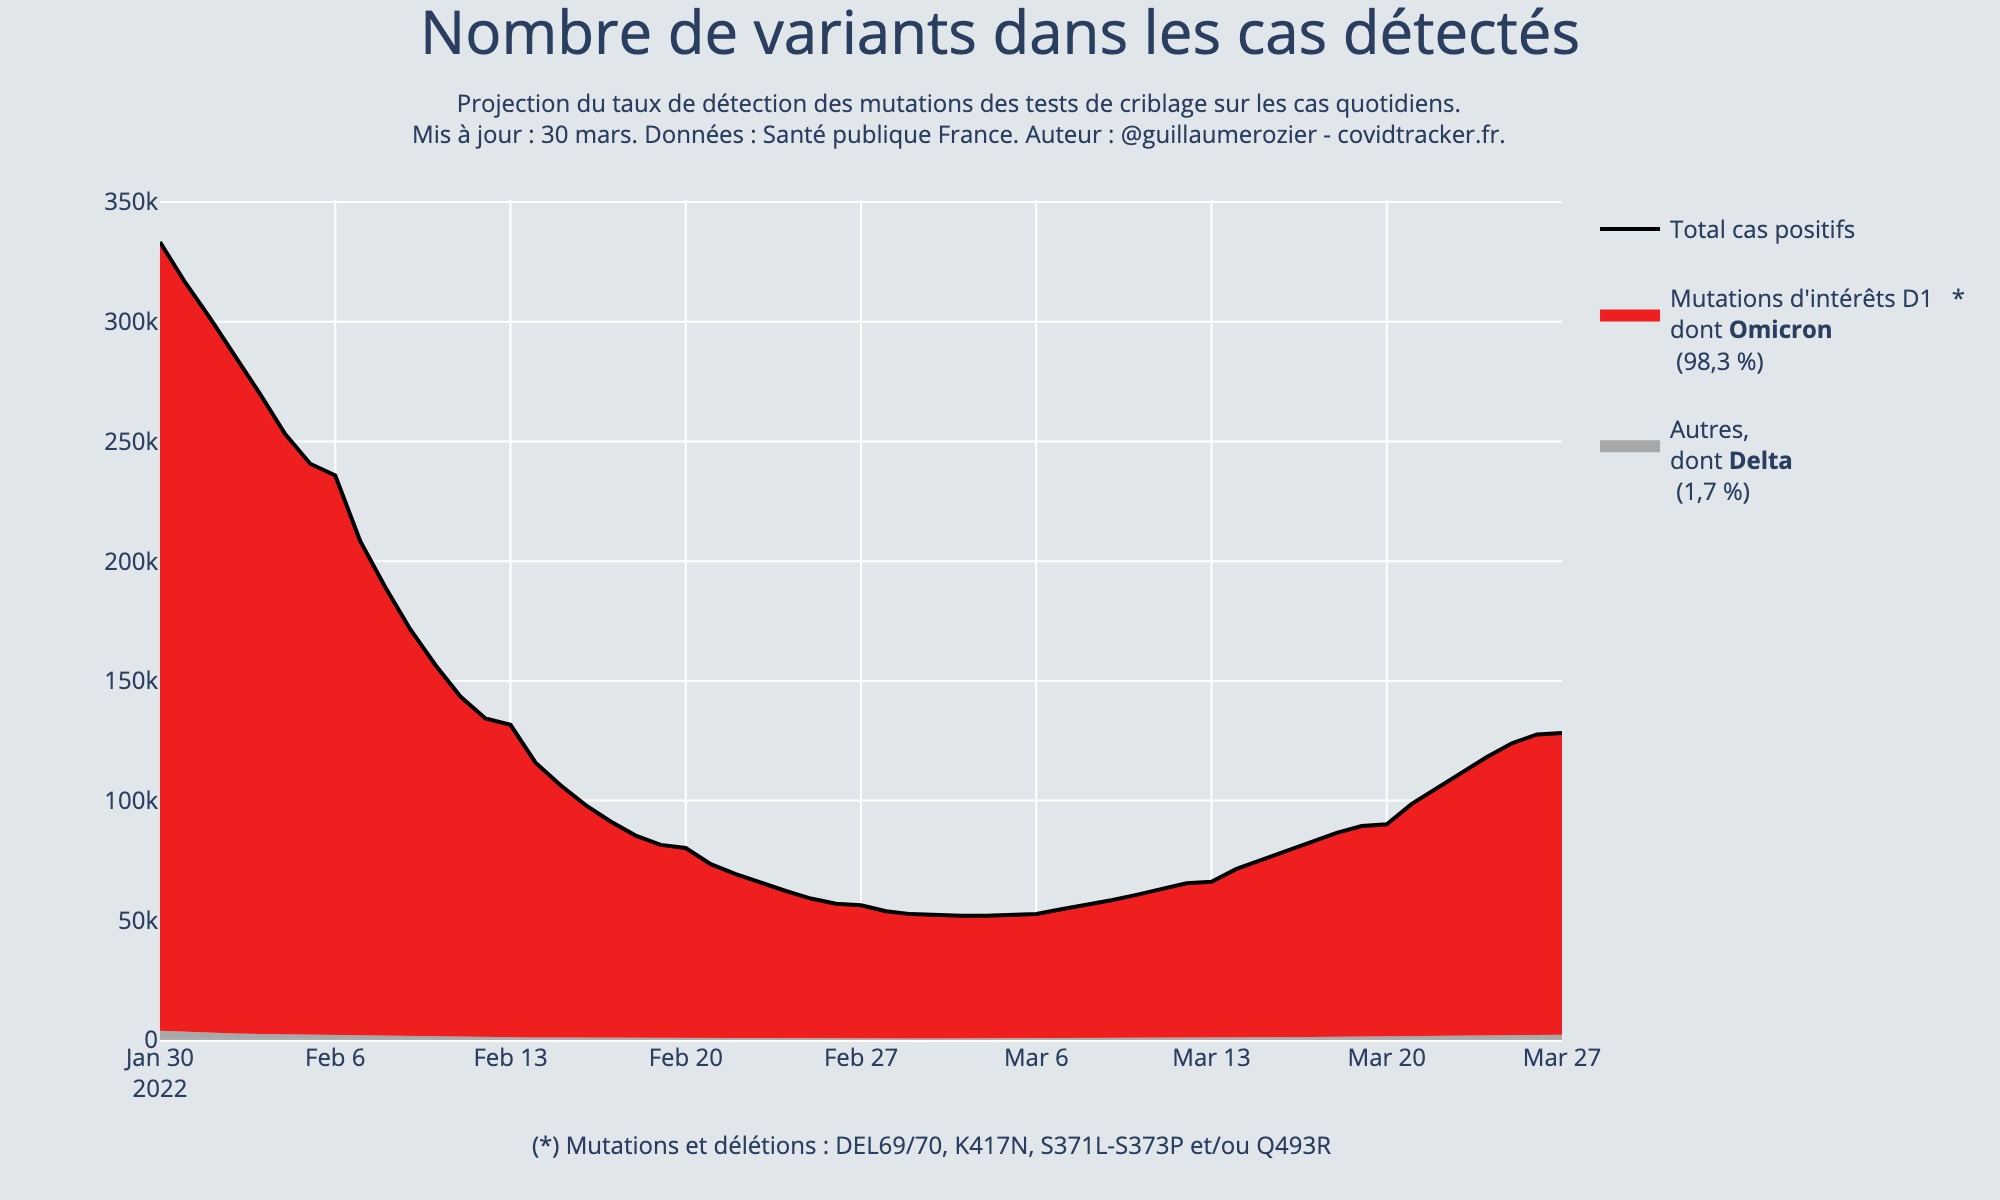 Nombre de variants dans les cas détectés
Projection du taux de détection des mutations des tests de criblage sur les cas quotidiens.
Mis à jour : 30 mars. Données : Santé publique France. Auteur : @guillaumerozier - covidtracker.fr.
350k
300k
250k
200k
150k
100k
50k
0
Jan 30
2022
Feb 6
Feb 13
Feb 20
Feb 27
Mar 6
Mar 13
Mar 20
Mar 27
Total cas positifs
Mutations d'intérêts D1 *
dont Omicron
(98,3 %)
Autres,
dont Delta
(1,7 %)
(*) Mutations et délétions : DEL69/70, K417N, S371L-S373P et/ou Q493R